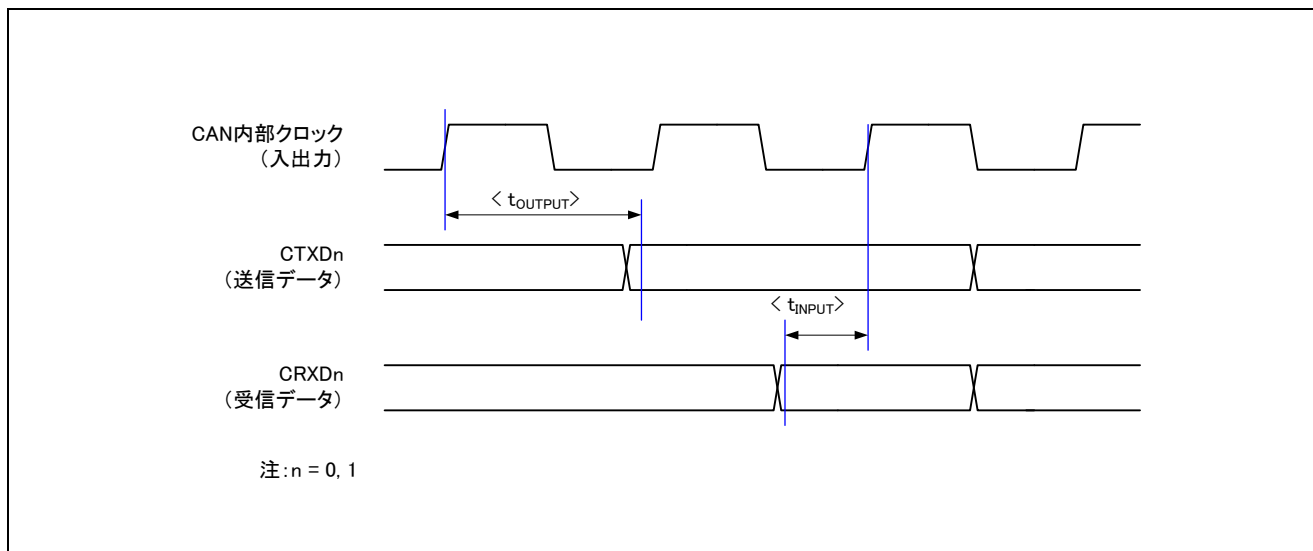 CAN内部クロック
（入出力）
< tOUTPUT>
CTXDn
（送信データ）
< tINPUT>
CRXDn
（受信データ）
注：n = 0, 1